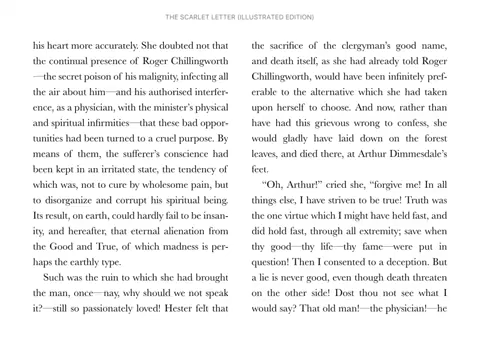 THE SCARLET LETTER (ILLUSTRATED EDITION)
his heart more accurately. She doubted not that
the continual presence of Roger Chillingworth
—the secret poison of his malignity, infecting all
the air about him—and his authorised interfer-
ence, as a physician, with the minister’s physical
and spiritual infirmities—that these bad oppor-
tunities had been turned to a cruel purpose. By
means of them, the sufferer’s conscience had
been kept in an irritated state, the tendency of
which was, not to cure by wholesome pain, but
to disorganize and corrupt his spiritual being.
Its result, on earth, could hardly fail to be insan-
ity, and hereafter, that eternal alienation from
the Good and True, of which madness is per-
haps the earthly type.
Such was the ruin to which she had brought
the man, once—nay, why should we not speak
it?—still so passionately loved! Hester felt that
the sacrifice of the clergyman’s good name,
and death itself, as she had already told Roger
Chillingworth, would have been infinitely pref-
erable to the alternative which she had taken
upon herself to choose. And now, rather than
have had this grievous wrong to confess, she
would gladly have laid down on the forest
leaves, and died there, at Arthur Dimmesdale’s
feet.
“Oh, Arthur!” cried she, “forgive me! In all
things else, I have striven to be true! Truth was
the one virtue which I might have held fast, and
did hold fast, through all extremity; save when
thy good—thy life—thy fame—were put in
question! Then I consented to a deception. But
a lie is never good, even though death threaten
on the other side! Dost thou not see what I
would say? That old man!—the physician!—he